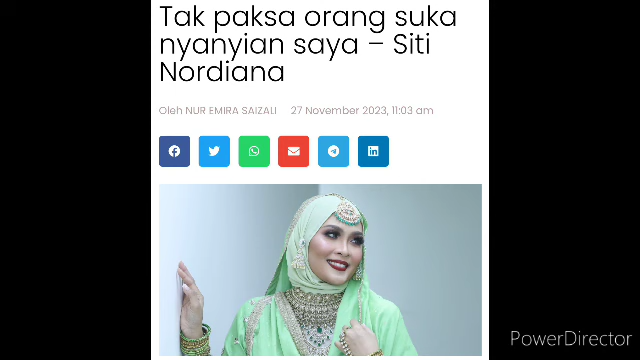 Tak paksa orang suka
nyanyian saya – Siti
Nordiana
Oleh NUR EMIRA SAIZALI 27 November 2023, 11:03 am
PowerDirector